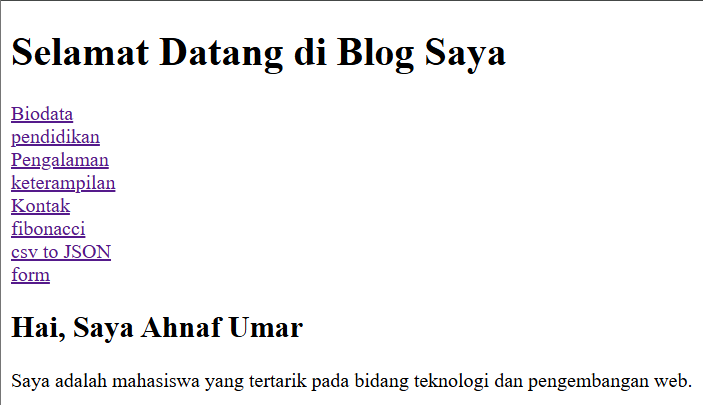 Selamat Datang di Blog Saya
Biodata
pendidikan
Pengalaman
keterampilan
Kontak
fibonacci
csv to JSON
form
Hai, Saya Ahnaf Umar
Saya adalah mahasiswa yang tertarik pada bidang teknologi dan pengembangan web.